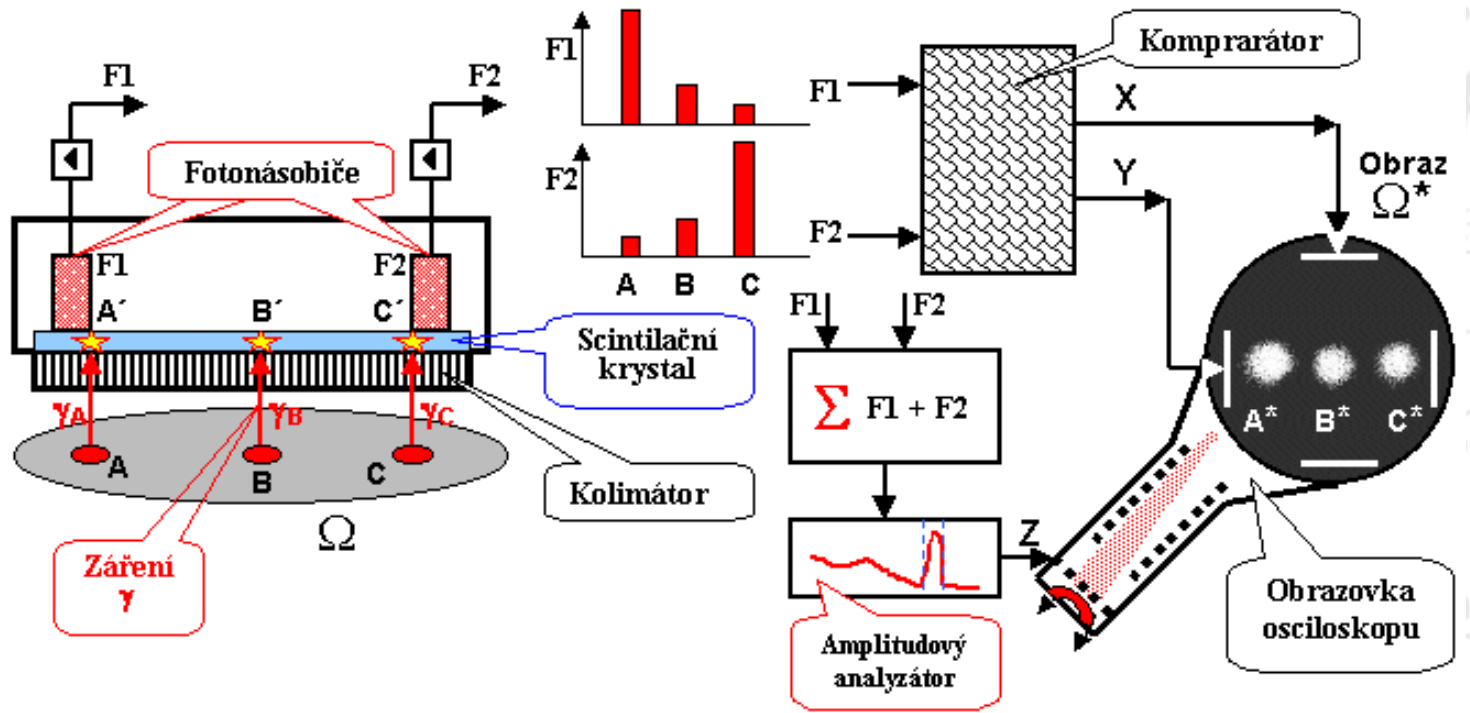 F1
F2
Fotonásobiče
F1
F2
A´
B´
C´
Scintilační
krystal
γA
γB
γC
A
B
C
Kolimátor
Ω
Záření
γ
F1
F2
A
B
C
F1
F2
Komprarátor
X
Y
Obraz
Ω*
F1
F2
Σ F1 + F2
Z
Amplitudový
analyzátor
A*
B*
C*
Obrazovka
osciloskopu